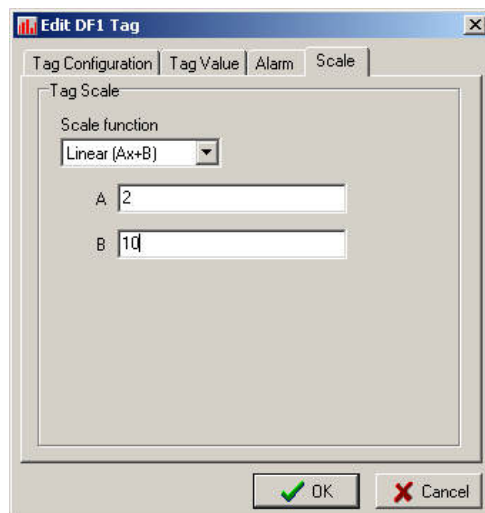 Edit DF1 Tag
Tag Configuration Tag Value Alarm Scale
Tag Scale
Scale function
Linear (Ax+B)
A 2
B 10
OK Cancel